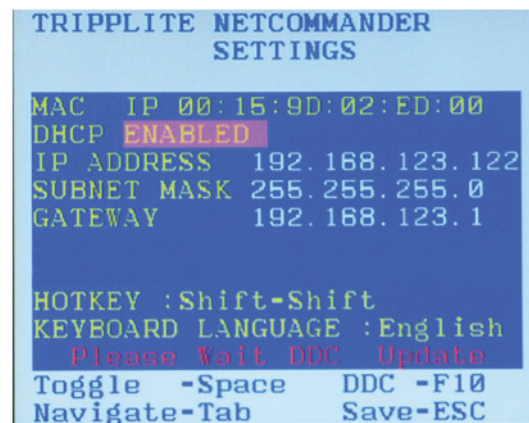 TRIPPLITE NETCOMMANDER
SETTINGS
MAC IP 00:15:9D:02:ED:00
DHCP ENABLED
IP ADDRESS 192.168.123.122
SUBNET MASK 255.255.255.0
GATEWAY 192.168.123.1
HOTKEY :Shift-Shift
KEYBOARD LANGUAGE :English
Please Wait DDC Update
Toggle -Space DDC -F10
Navigate-Tab Save-ESC